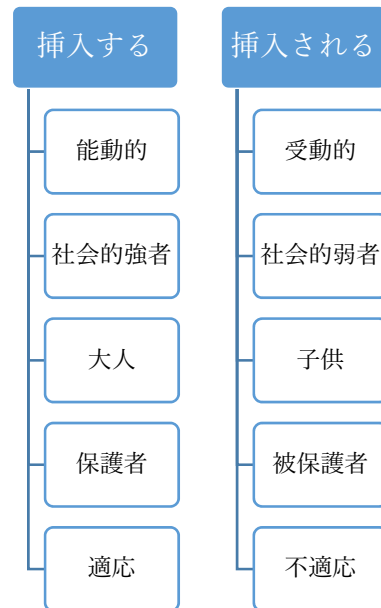 挿入する
能動的
社会的強者
大人
保護者
適応
挿入される
受動的
社会的弱者
子供
被保護者
不適応